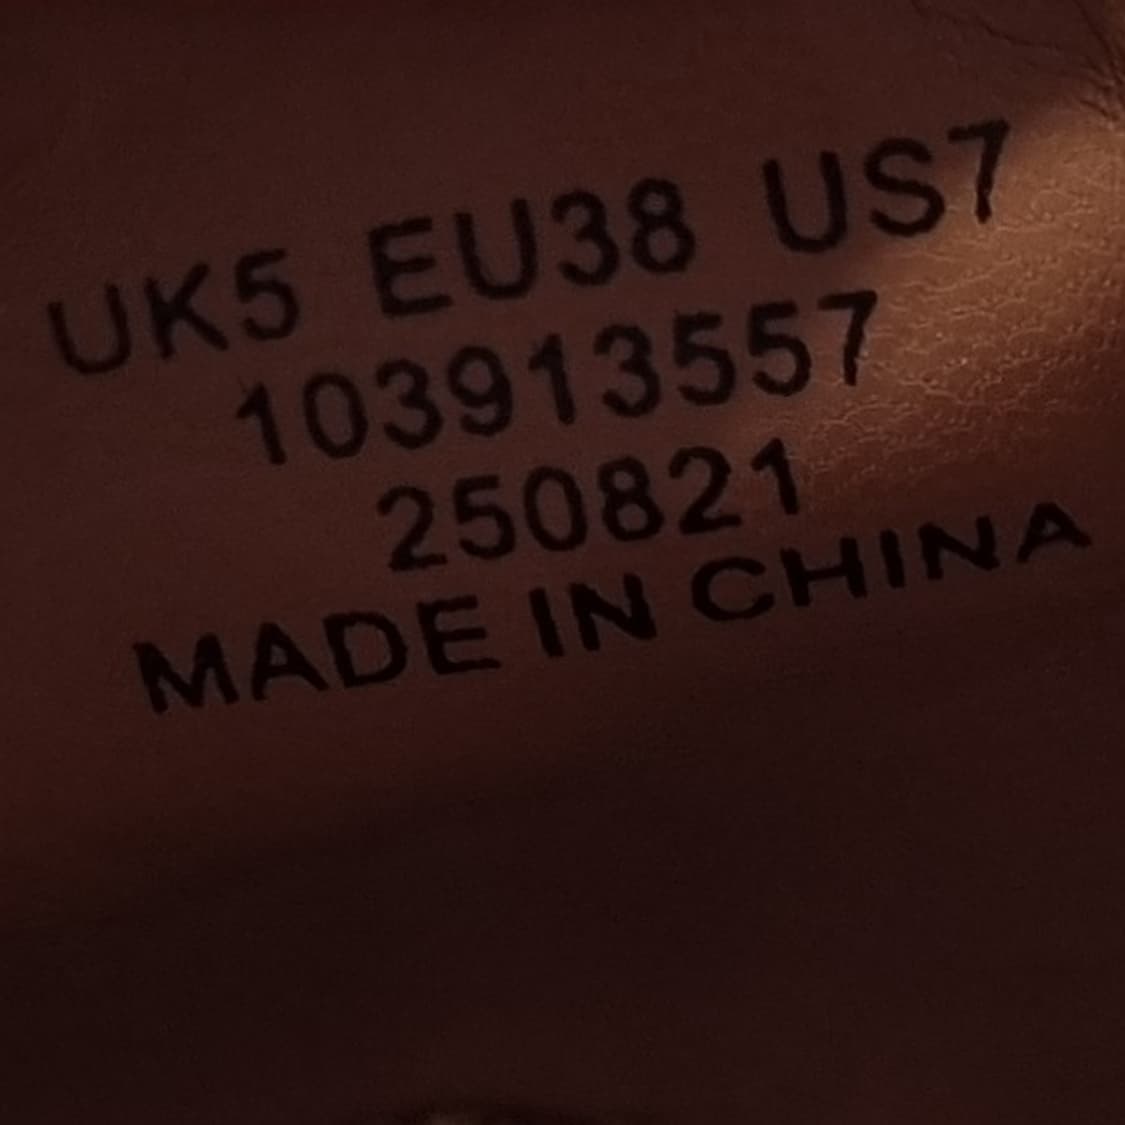 UK5 EU38 US7
103913557
250821
MADE IN CHINA